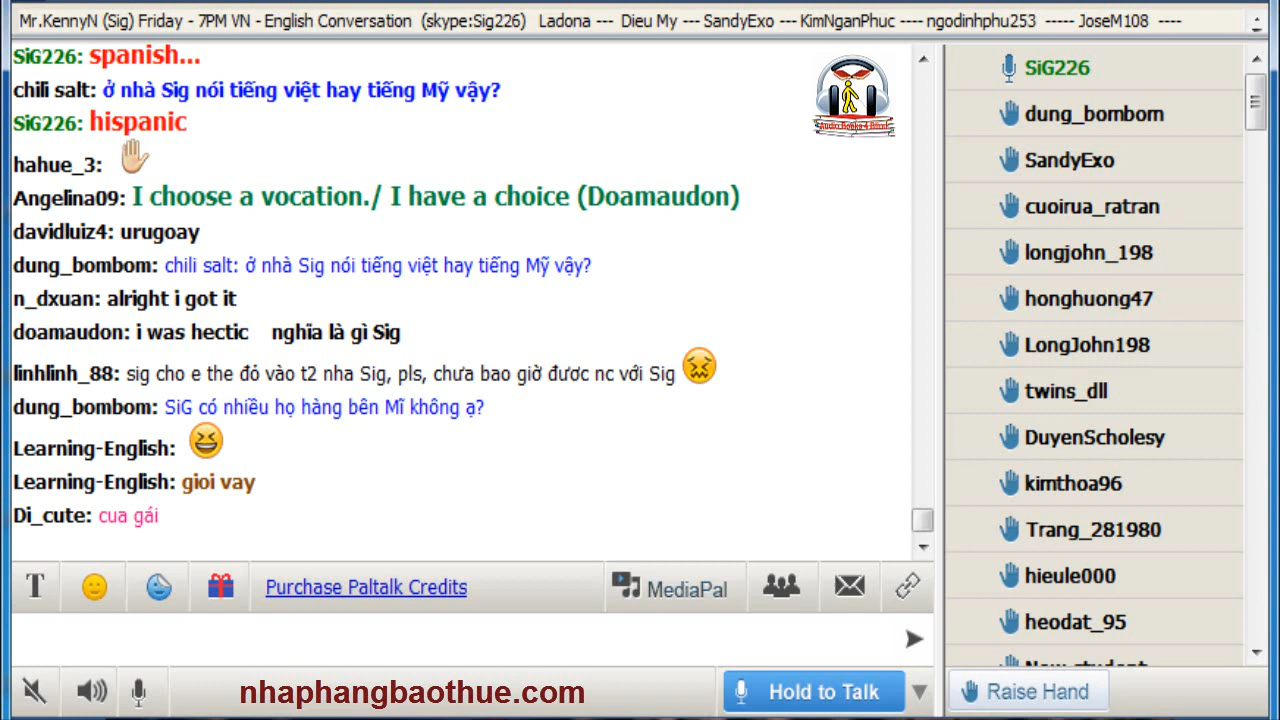 Mr.KennyN (Sig) Friday - 7PM VN - English Conversation (skype:Sig226) Ladona --- Dieu My --- SandyExo --- KimNganPhuc ---- ngodinhphu253 ----- JoseM108 ----
SiG226: spanish...
chili salt: ở nhà Sig nói tiếng việt hay tiếng Mỹ vậy?
SiG226: hispanic
hahue_3:
Angelina09: I choose a vocation./ I have a choice (Doamaudon)
davidluiz4: urugoay
dung_bombom: chili salt: ở nhà Sig nói tiếng việt hay tiếng Mỹ vậy?
n_dxuan: alright i got it
doamaudon: i was hectic nghĩa là gì Sig
linhlinh_88: sig cho e the đỏ vào t2 nha Sig, pls, chưa bao giờ đươc nc với Sig
dung_bombom: SiG có nhiều họ hàng bên Mĩ không ạ?
Learning-English:
Learning-English: gioi vay
Di_cute: cua gái
Audio Books 4 Blind
SiG226
dung_bombom
SandyExo
cuoirua_ratran
longjohn_198
honghuong47
LongJohn198
twins_dll
DuyenScholesy
kimthoa96
Trang_281980
hieule000
heodat_95
New_student
T
Purchase Paltalk Credits
MediaPal
nhaphangbaothue.com
Hold to Talk
Raise Hand